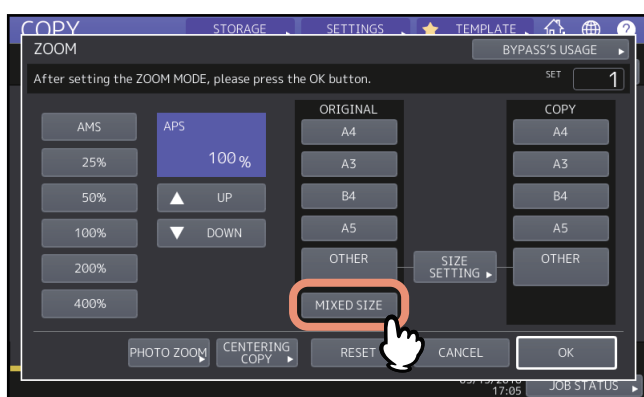 COPY STORAGE SETTINGS TEMPLATE ?
ZOOM BYPASS'S USAGE
After setting the ZOOM MODE, please press the OK button. SET 1
ORIGINAL COPY
AMS APS A4 A4
25% 100 % A3 A3
50% UP B4 B4
100% DOWN A5 A5
200% OTHER SIZE SETTING OTHER
400% MIXED SIZE
PHOTO ZOOM CENTERING COPY RESET CANCEL OK
17:05 JOB STATUS